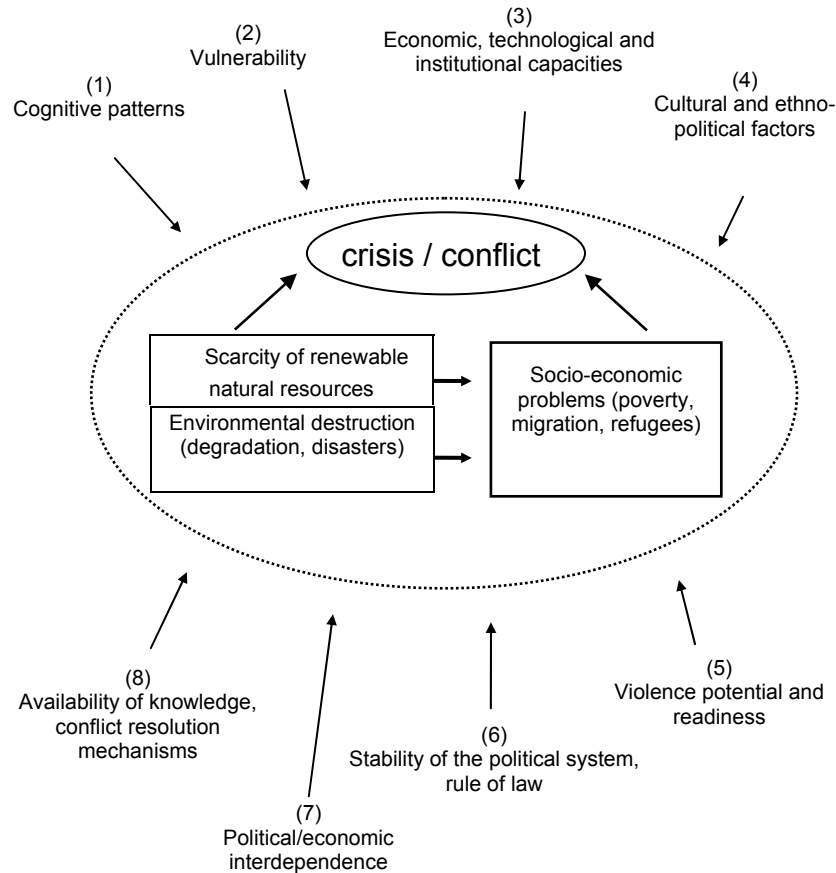 (1)
Cognitive patterns
(2)
Vulnerability
(3)
Economic, technological and
institutional capacities
(4)
Cultural and ethno-
political factors
crisis / conflict
Scarcity of renewable
natural resources
Environmental destruction
(degradation, disasters)
Socio-economic
problems (poverty,
migration, refugees)
(5)
Violence potential and
readiness
(6)
Stability of the political system,
rule of law
(7)
Political/economic
interdependence
(8)
Availability of knowledge,
conflict resolution
mechanisms